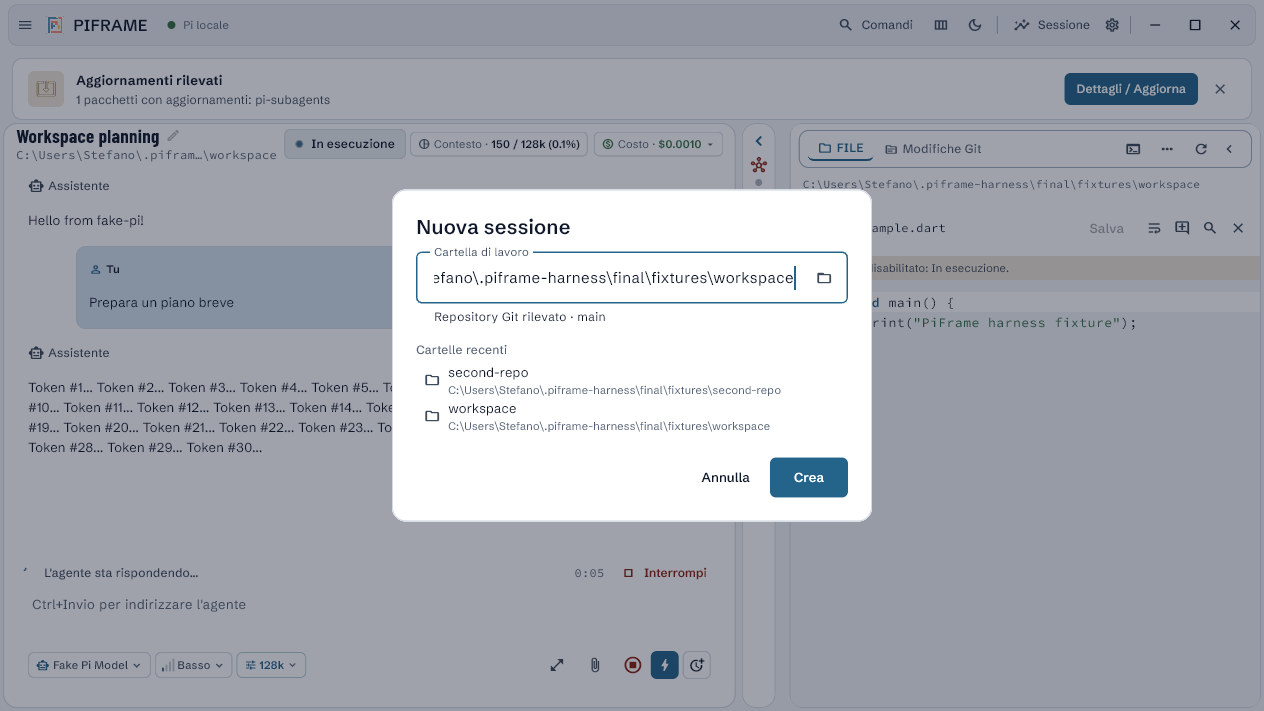 PIFRAME
Pi locale
Comandi
Sessione
Aggiornamenti rilevati
1 pacchetti con aggiornamenti: pi-subagents
Dettagli / Aggiorna
Workspace planning
C:\Users\Stefano\.pifram…\workspace
In esecuzione
Contesto · 150 / 128k (0.1%)
Costo · $0.0010
Assistente
Hello from fake-pi!
Tu
Prepara un piano breve
Assistente
Token #1... Token #2... Token #3... Token #4... Token #5...
#10... Token #11... Token #12... Token #13... Token #14...
#19... Token #20... Token #21... Token #22... Token #23...
Token #28... Token #29... Token #30...
L'agente sta rispondendo...
0:05
Interrompi
Ctrl+Invio per indirizzare l'agente
Fake Pi Model
Basso
128k
Nuova sessione
Cartella di lavoro
efano\.piframe-harness\final\fixtures\workspace
Repository Git rilevato · main
Cartelle recenti
second-repo
C:\Users\Stefano\.piframe-harness\final\fixtures\second-repo
workspace
C:\Users\Stefano\.piframe-harness\final\fixtures\workspace
Annulla
Crea
FILE
Modifiche Git
C:\Users\Stefano\.piframe-harness\final\fixtures\workspace
ample.dart
Salva
disabilitato: In esecuzione.
d main() {
rint("PiFrame harness fixture");